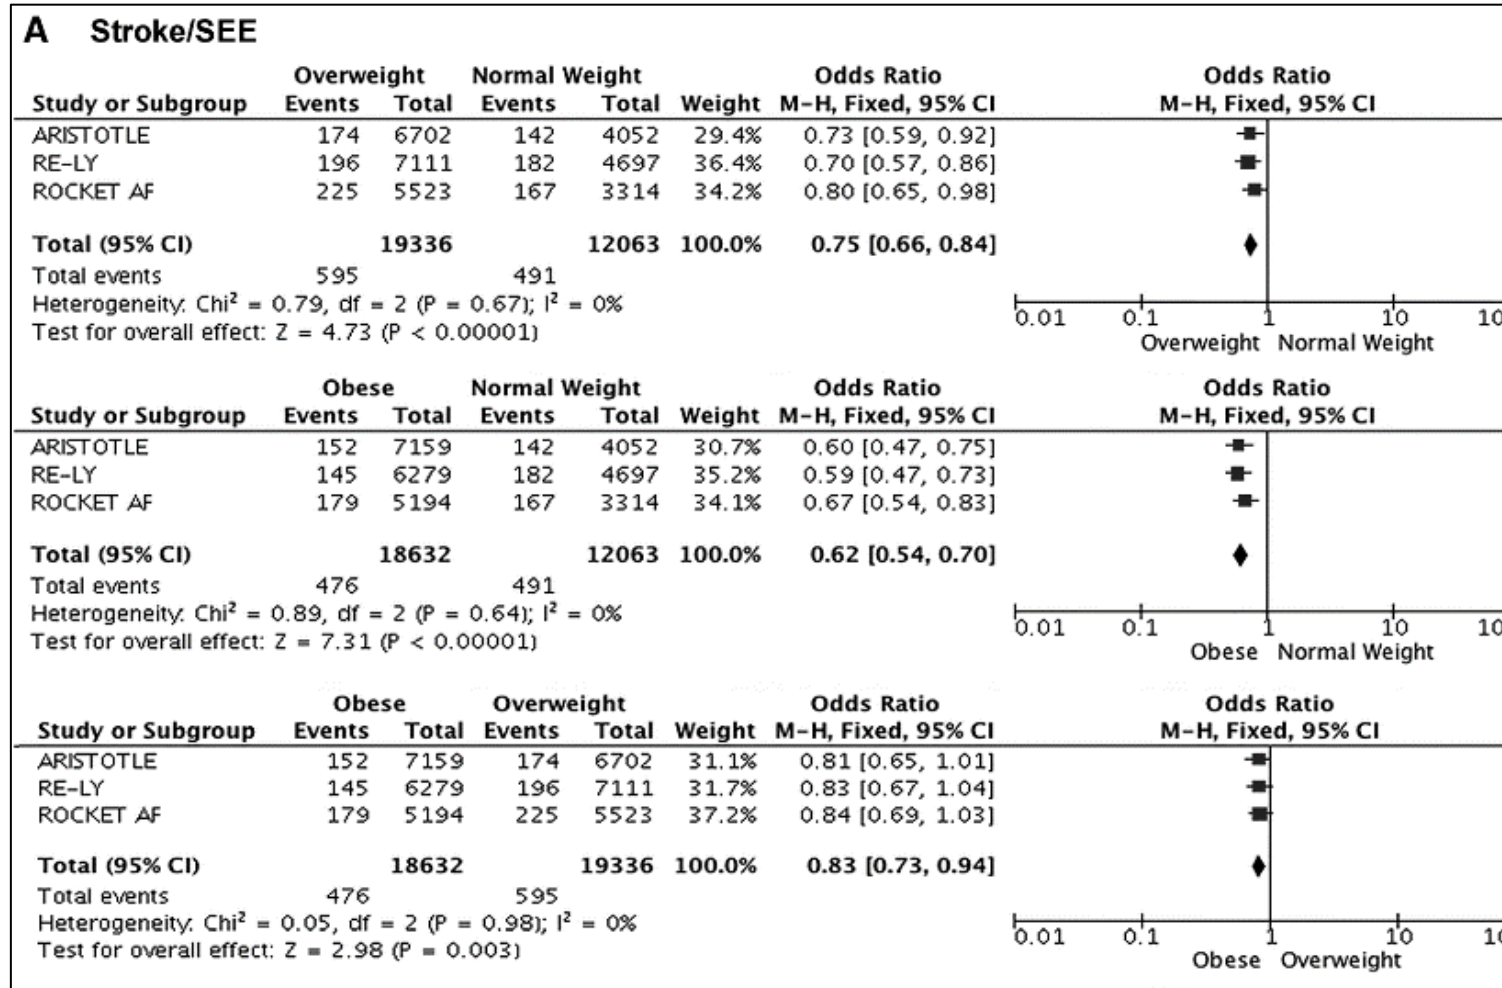 A Stroke/SEE
Overweight Normal Weight Odds Ratio Odds Ratio
Study or Subgroup Events Total Events Total Weight M-H, Fixed, 95% CI M-H, Fixed, 95% CI
ARISTOTLE 174 6702 142 4052 29.4% 0.73 [0.59, 0.92]
RE-LY 196 7111 182 4697 36.4% 0.70 [0.57, 0.86]
ROCKET AF 225 5523 167 3314 34.2% 0.80 [0.65, 0.98]
Total (95% CI) 19336 12063 100.0% 0.75 [0.66, 0.84]
Total events 595 491
Heterogeneity: Chi² = 0.79, df = 2 (P = 0.67); I² = 0%
Test for overall effect: Z = 4.73 (P < 0.00001)
0.01 0.1 1 10 10
Overweight Normal Weight
Obese Normal Weight Odds Ratio Odds Ratio
Study or Subgroup Events Total Events Total Weight M-H, Fixed, 95% CI M-H, Fixed, 95% CI
ARISTOTLE 152 7159 142 4052 30.7% 0.60 [0.47, 0.75]
RE-LY 145 6279 182 4697 35.2% 0.59 [0.47, 0.73]
ROCKET AF 179 5194 167 3314 34.1% 0.67 [0.54, 0.83]
Total (95% CI) 18632 12063 100.0% 0.62 [0.54, 0.70]
Total events 476 491
Heterogeneity: Chi² = 0.89, df = 2 (P = 0.64); I² = 0%
Test for overall effect: Z = 7.31 (P < 0.00001)
0.01 0.1 1 10 10
Obese Normal Weight
Obese Overweight Odds Ratio Odds Ratio
Study or Subgroup Events Total Events Total Weight M-H, Fixed, 95% CI M-H, Fixed, 95% CI
ARISTOTLE 152 7159 174 6702 31.1% 0.81 [0.65, 1.01]
RE-LY 145 6279 196 7111 31.7% 0.83 [0.67, 1.04]
ROCKET AF 179 5194 225 5523 37.2% 0.84 [0.69, 1.03]
Total (95% CI) 18632 19336 100.0% 0.83 [0.73, 0.94]
Total events 476 595
Heterogeneity: Chi² = 0.05, df = 2 (P = 0.98); I² = 0%
Test for overall effect: Z = 2.98 (P = 0.003)
0.01 0.1 1 10 10
Obese Overweight